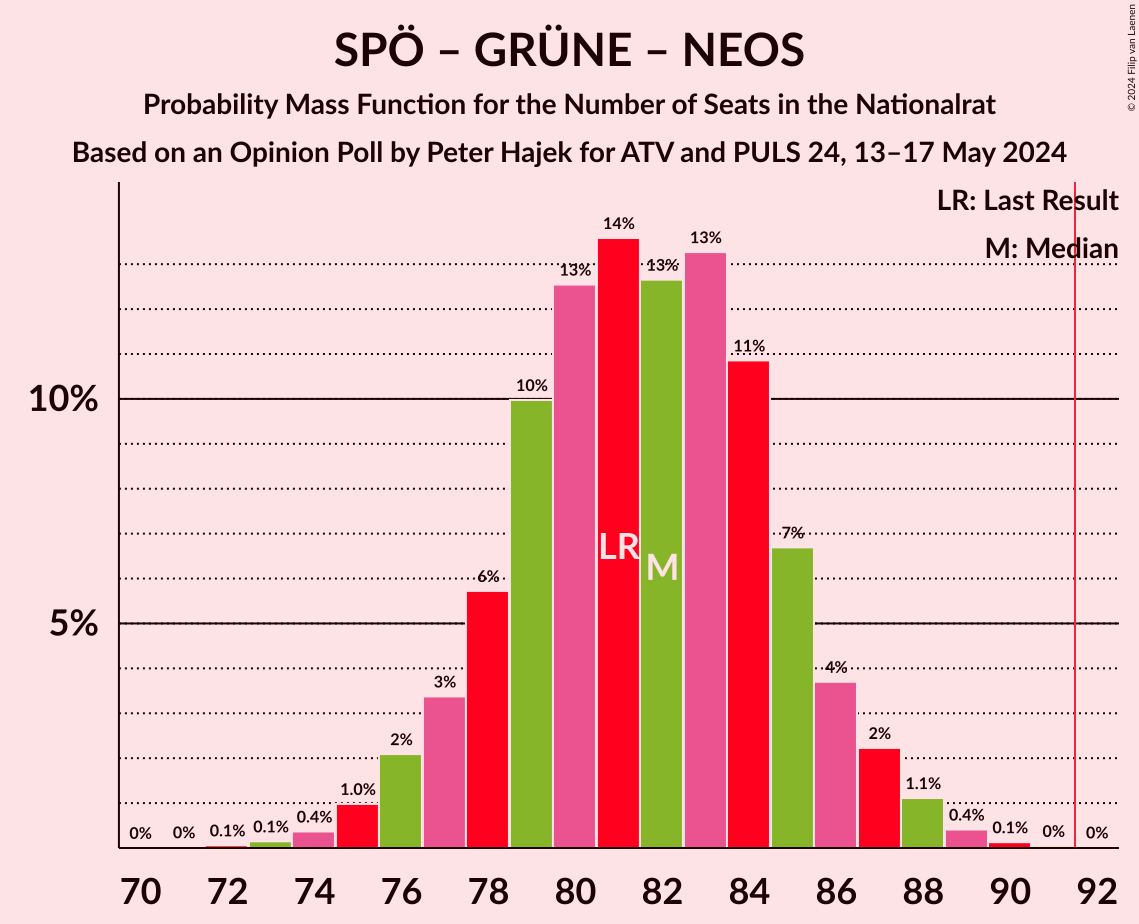 SPÖ – GRÜNE – NEOS
Probability Mass Function for the Number of Seats in the Nationalrat
Based on an Opinion Poll by Peter Hajek for ATV and PULS 24, 13–17 May 2024
© 2024 Filip van Laenen
LR: Last Result
M: Median
10%
5%
0% 0% 0.1% 0.1% 0.4% 1.0% 2% 3% 6% 10% 13% 14% 13% 13% 11% 7% 4% 2% 1.1% 0.4% 0.1% 0% 0%
LR
M
70 72 74 76 78 80 82 84 86 88 90 92